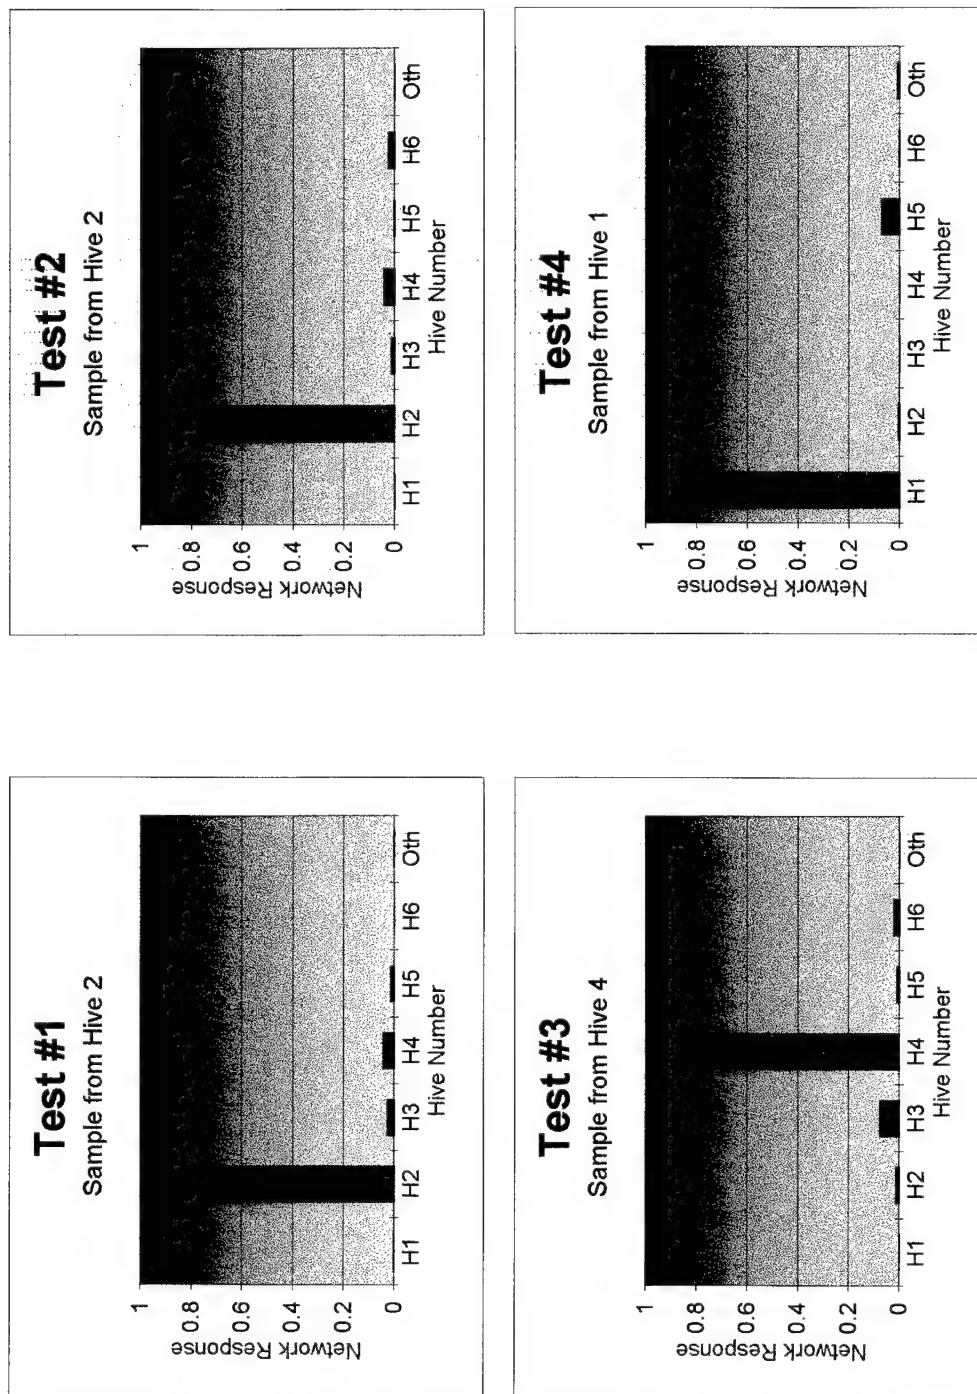 Test #1
Sample from Hive 2
Network Response
1
0.8
0.6
0.4
0.2
0
H1 H2 H3 H4 H5 H6 Oth
Hive Number
Test #2
Sample from Hive 2
Network Response
1
0.8
0.6
0.4
0.2
0
H1 H2 H3 H4 H5 H6 Oth
Hive Number
Test #3
Sample from Hive 4
Network Response
1
0.8
0.6
0.4
0.2
0
H1 H2 H3 H4 H5 H6 Oth
Hive Number
Test #4
Sample from Hive 1
Network Response
1
0.8
0.6
0.4
0.2
0
H1 H2 H3 H4 H5 H6 Oth
Hive Number